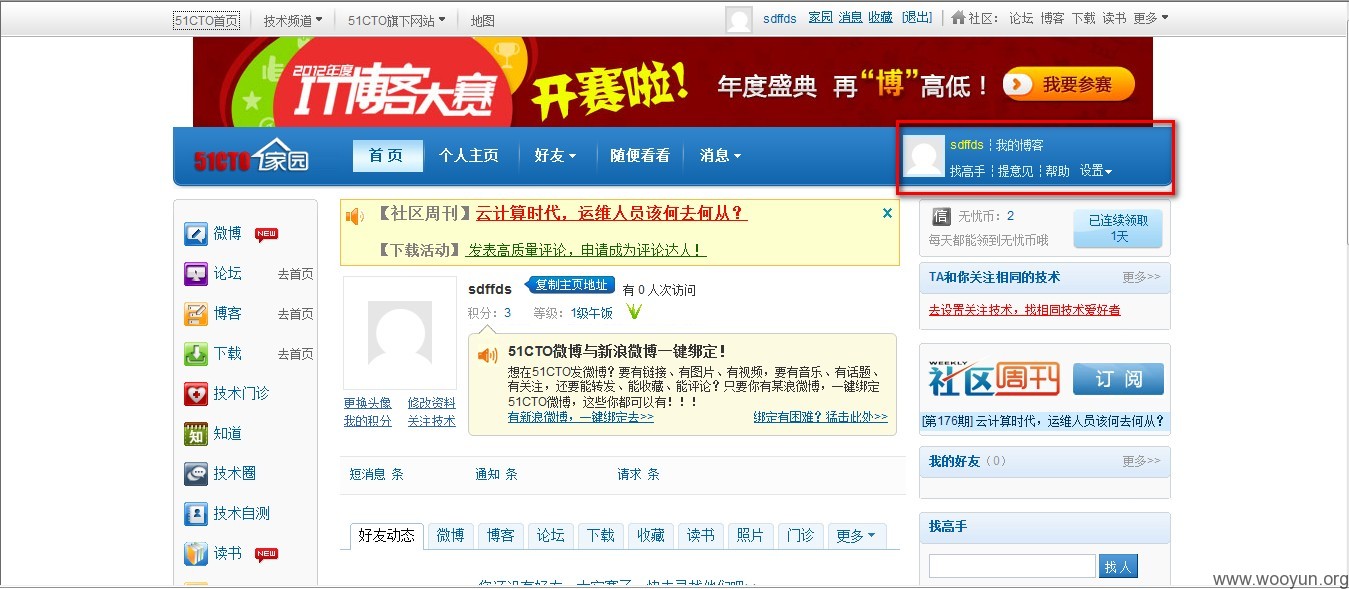 51CTO首页 技术频道 51CTO旗下网站 地图 sdffds 家园 消息 收藏 [退出] 社区： 论坛 博客 下载 读书 更多
2012年度 IT博客大赛 开赛啦! 年度盛典 再“博”高低！ 我要参赛
51CTO家园 首页 个人主页 好友 随便看看 消息
sdffds 我的博客
找高手 提意见 帮助 设置
微博 NEW
论坛 去首页
博客 去首页
下载 去首页
技术门诊
知道
技术圈
技术自测
读书 NEW
【社区周刊】云计算时代，运维人员该何去何从？ ×
【下载活动】发表高质量评论，申请成为评论达人！
sdffds 复制主页地址 有 0 人次访问
积分：3 等级：1级午饭
51CTO微博与新浪微博一键绑定！
想在51CTO发微博？要有链接、有图片、有视频，要有音乐、有话题、
有关注，还要能转发、能收藏、能评论？只要你有某浪微博，一键绑定
51CTO微博，这些你都可以有！！！
有新浪微博，一键绑定去>> 绑定有困难？猛击此处>>
更换头像 修改资料
我的积分 关注技术
短消息 条 通知 条 请求 条
好友动态 微博 博客 论坛 下载 收藏 读书 照片 门诊 更多
信 无忧币：2
每天都能领到无忧币哦
已连续领取
1天
TA和你关注相同的技术 更多>>
去设置关注技术，找相同技术爱好者
WEEKLY
社区周刊 订 阅
[第176期] 云计算时代，运维人员该何去何从？
我的好友（0） 更多>>
找高手
找人
www.wooyun.org